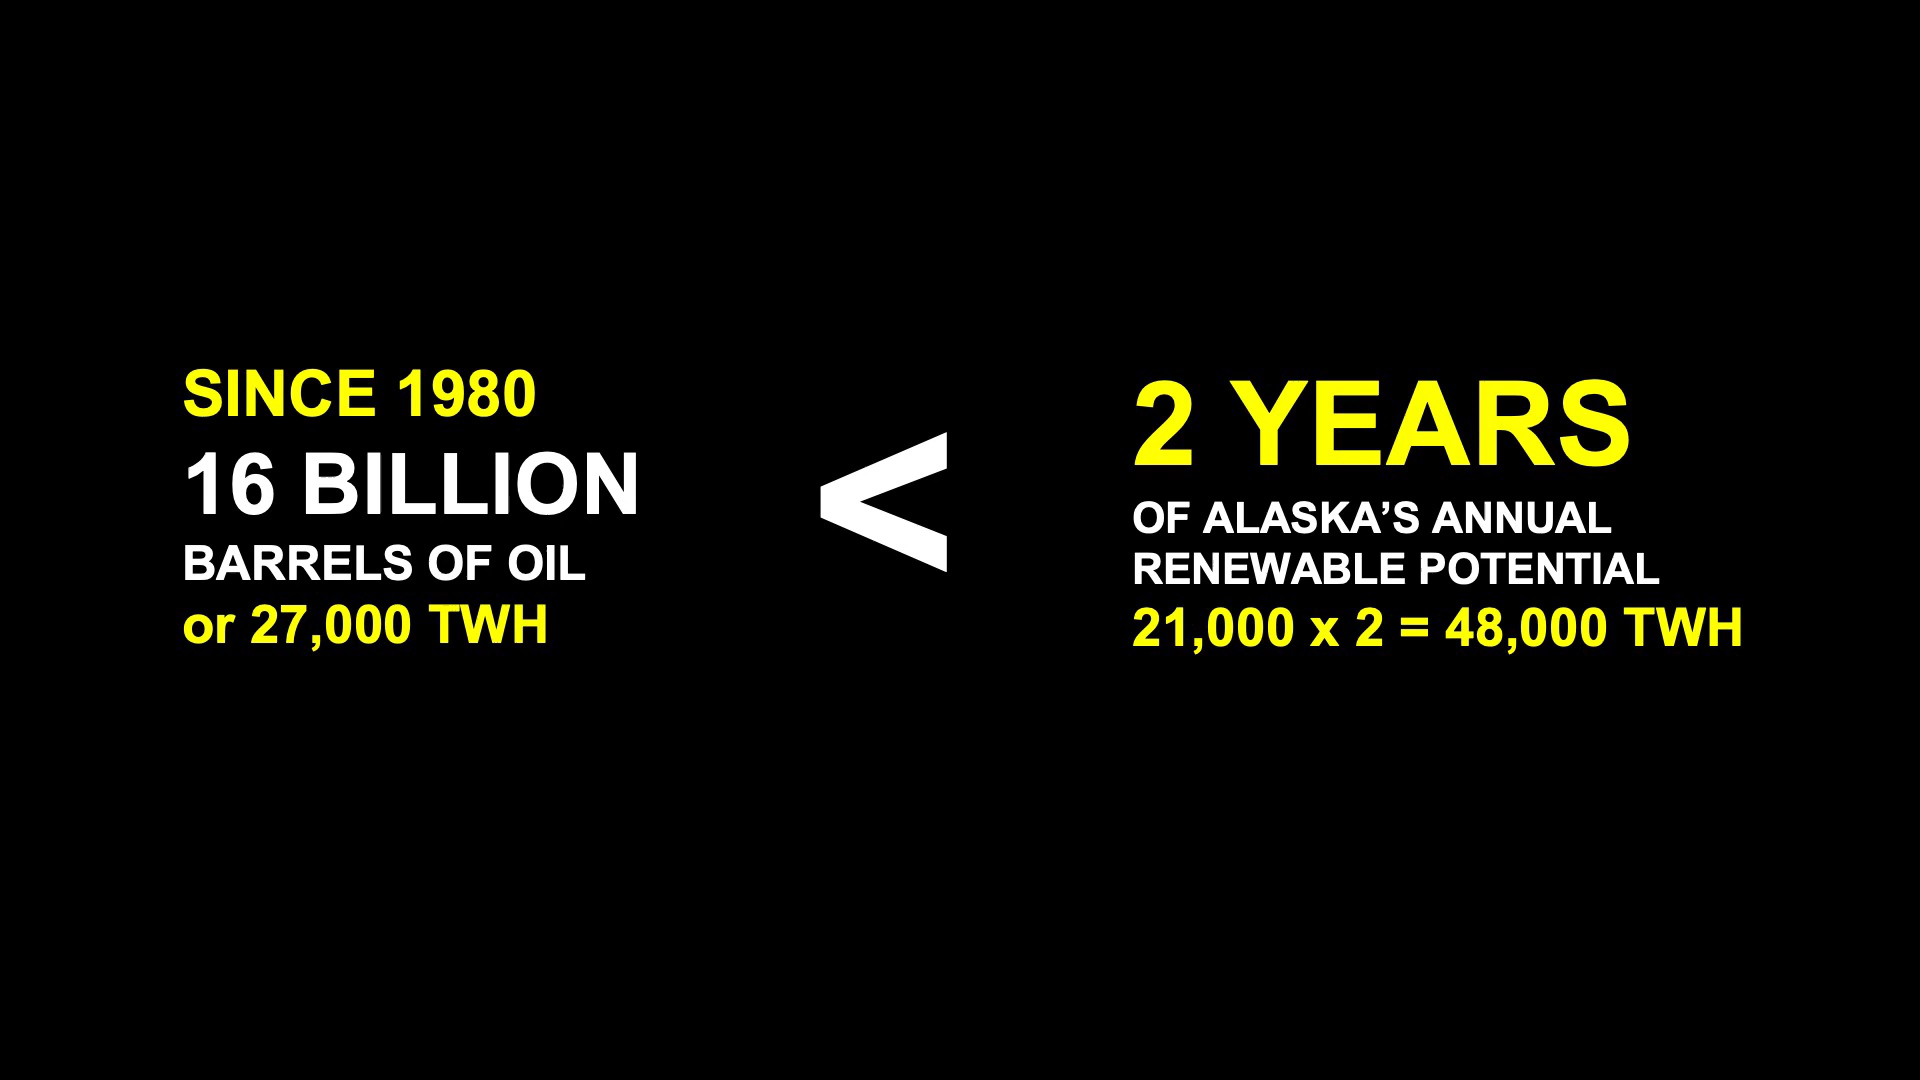 SINCE 1980
16 BILLION
BARRELS OF OIL
or 27,000 TWH
<
2 YEARS
OF ALASKA’S ANNUAL
RENEWABLE POTENTIAL
21,000 x 2 = 48,000 TWH